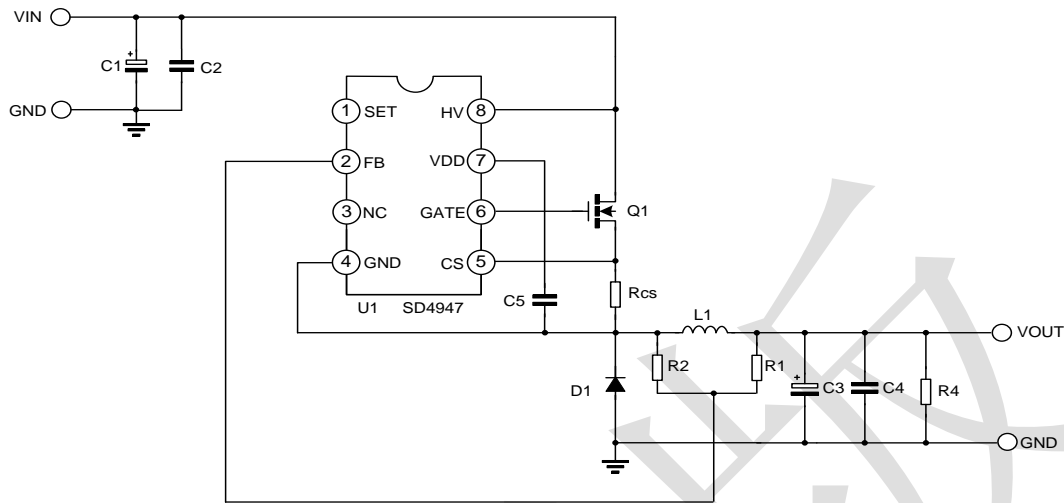 VIN
C1
C2
GND
1 SET
HV 8
2 FB
VDD 7
3 NC
GATE 6
Q1
4 GND
CS 5
U1 SD4947
C5
Rcs
L1
VOUT
R2
R1
D1
C3
C4
R4
GND